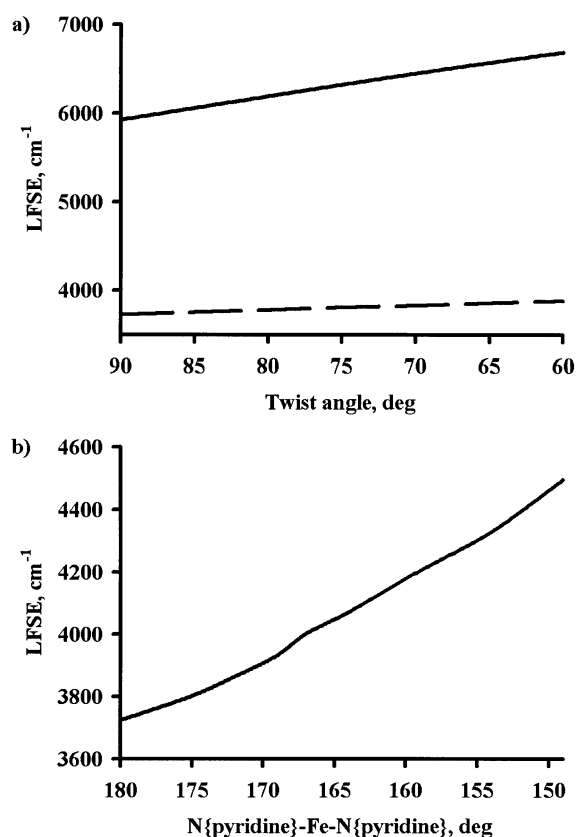 a)
7000
6000
5000
4000
LFSE, cm⁻¹
90 85 80 75 70 65 60
Twist angle, deg
b)
4600
4400
4200
4000
3800
3600
LFSE, cm⁻¹
180 175 170 165 160 155 150
N{pyridine}-Fe-N{pyridine}, deg